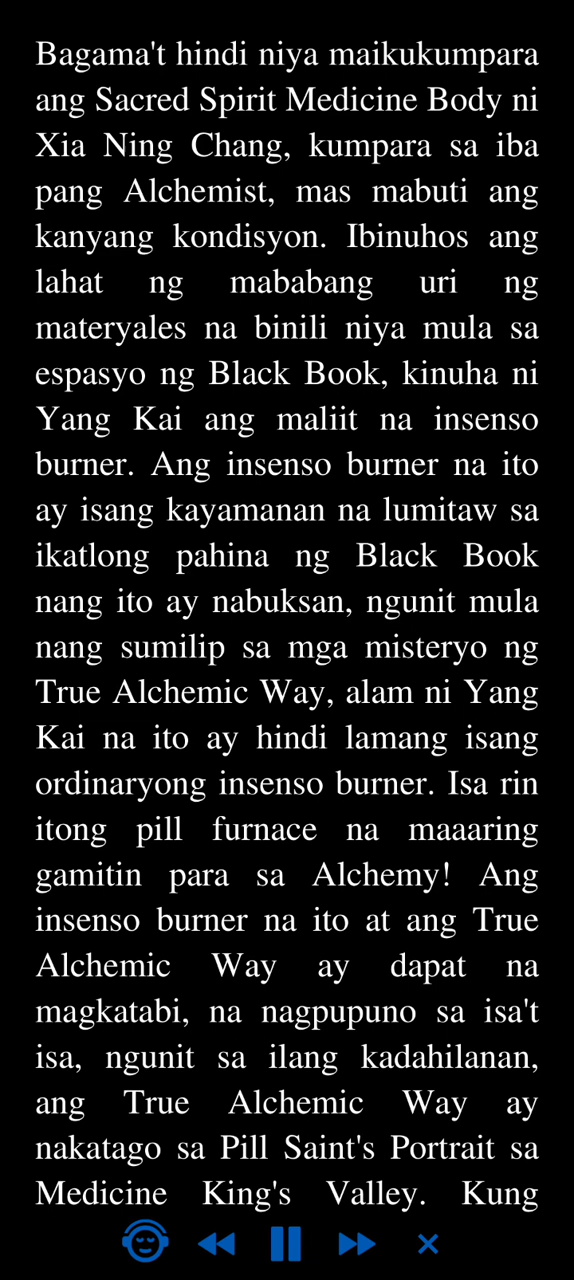 Bagama't hindi niya maikukumpara
ang Sacred Spirit Medicine Body ni
Xia Ning Chang, kumpara sa iba
pang Alchemist, mas mabuti ang
kanyang kondisyon. Ibinuhos ang
lahat ng mababang uri ng
materyales na binili niya mula sa
espasyo ng Black Book, kinuha ni
Yang Kai ang maliit na insenso
burner. Ang insenso burner na ito
ay isang kayamanan na lumitaw sa
ikatlong pahina ng Black Book
nang ito ay nabuksan, ngunit mula
nang sumilip sa mga misteryo ng
True Alchemic Way, alam ni Yang
Kai na ito ay hindi lamang isang
ordinaryong insenso burner. Isa rin
itong pill furnace na maaaring
gamitin para sa Alchemy! Ang
insenso burner na ito at ang True
Alchemic Way ay dapat na
magkatabi, na nagpupuno sa isa't
isa, ngunit sa ilang kadahilanan,
ang True Alchemic Way ay
nakatago sa Pill Saint's Portrait sa
Medicine King's Valley. Kung